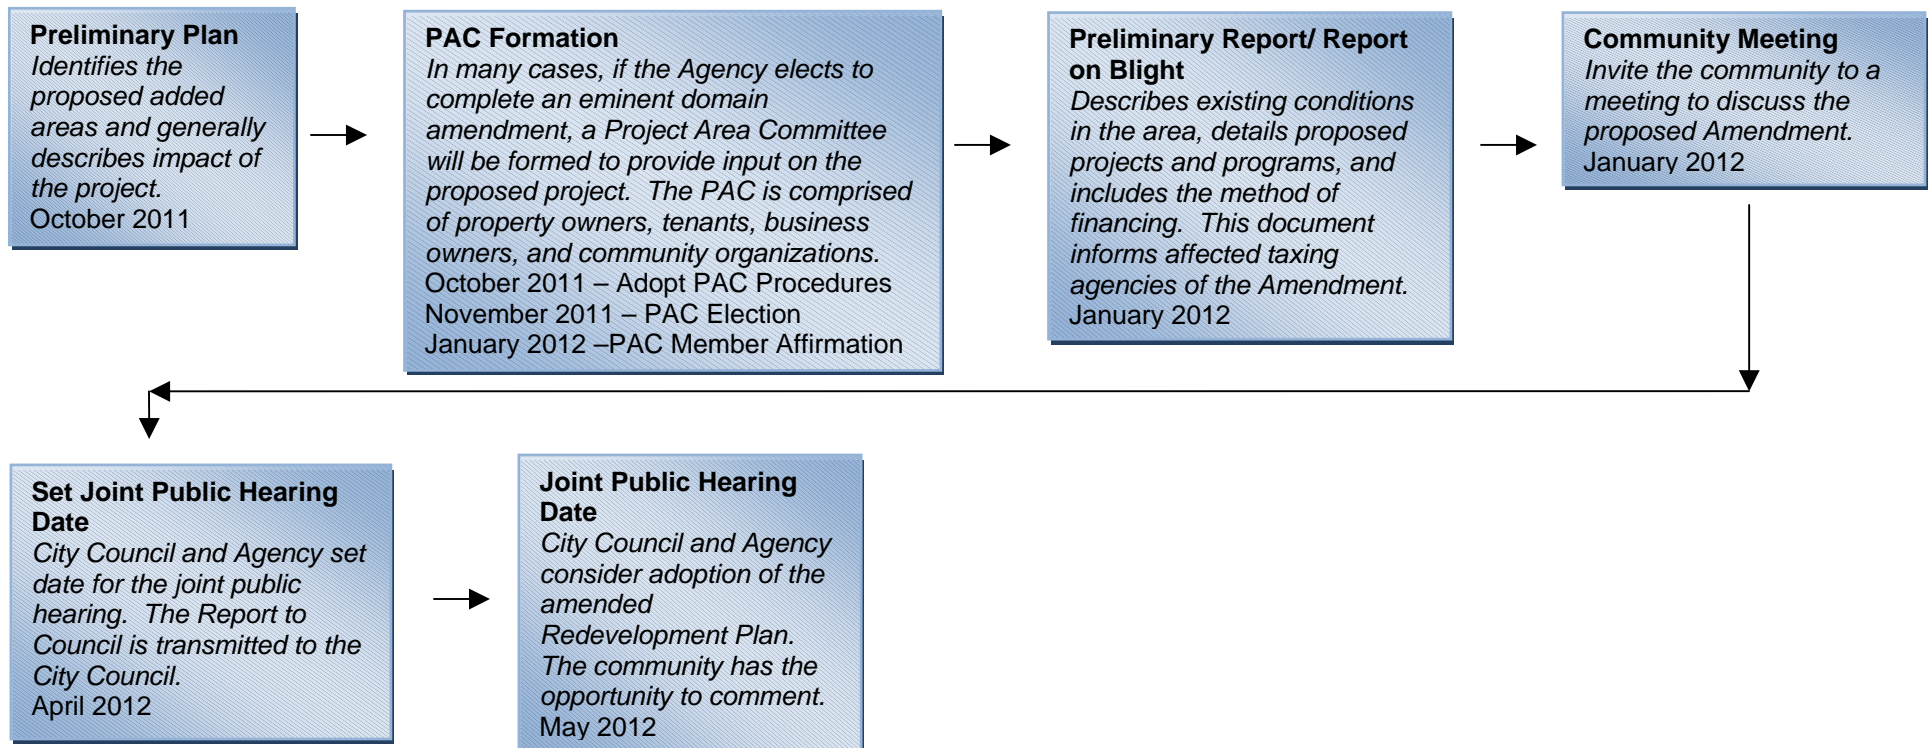 Preliminary Plan
Identifies the
proposed added
areas and generally
describes impact of
the project.
October 2011
PAC Formation
In many cases, if the Agency elects to
complete an eminent domain
amendment, a Project Area Committee
will be formed to provide input on the
proposed project.  The PAC is comprised
of property owners, tenants, business
owners, and community organizations.
October 2011 – Adopt PAC Procedures
November 2011 – PAC Election
January 2012 –PAC Member Affirmation
Preliminary Report/ Report
on Blight
Describes existing conditions
in the area, details proposed
projects and programs, and
includes the method of
financing.  This document
informs affected taxing
agencies of the Amendment.
January 2012
Community Meeting
Invite the community to a
meeting to discuss the
proposed Amendment.
January 2012
Set Joint Public Hearing
Date
City Council and Agency set
date for the joint public
hearing.  The Report to
Council is transmitted to the
City Council.
April 2012
Joint Public Hearing
Date
City Council and Agency
consider adoption of the
amended
Redevelopment Plan.
The community has the
opportunity to comment.
May 2012